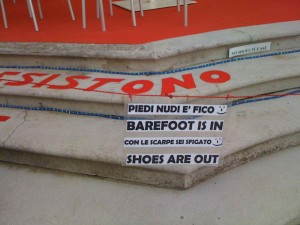 ESISTONO
PIEDI NUDI E' FICO
BAREFOOT IS IN
CON LE SCARPE SEI SFIGATO
SHOES ARE OUT